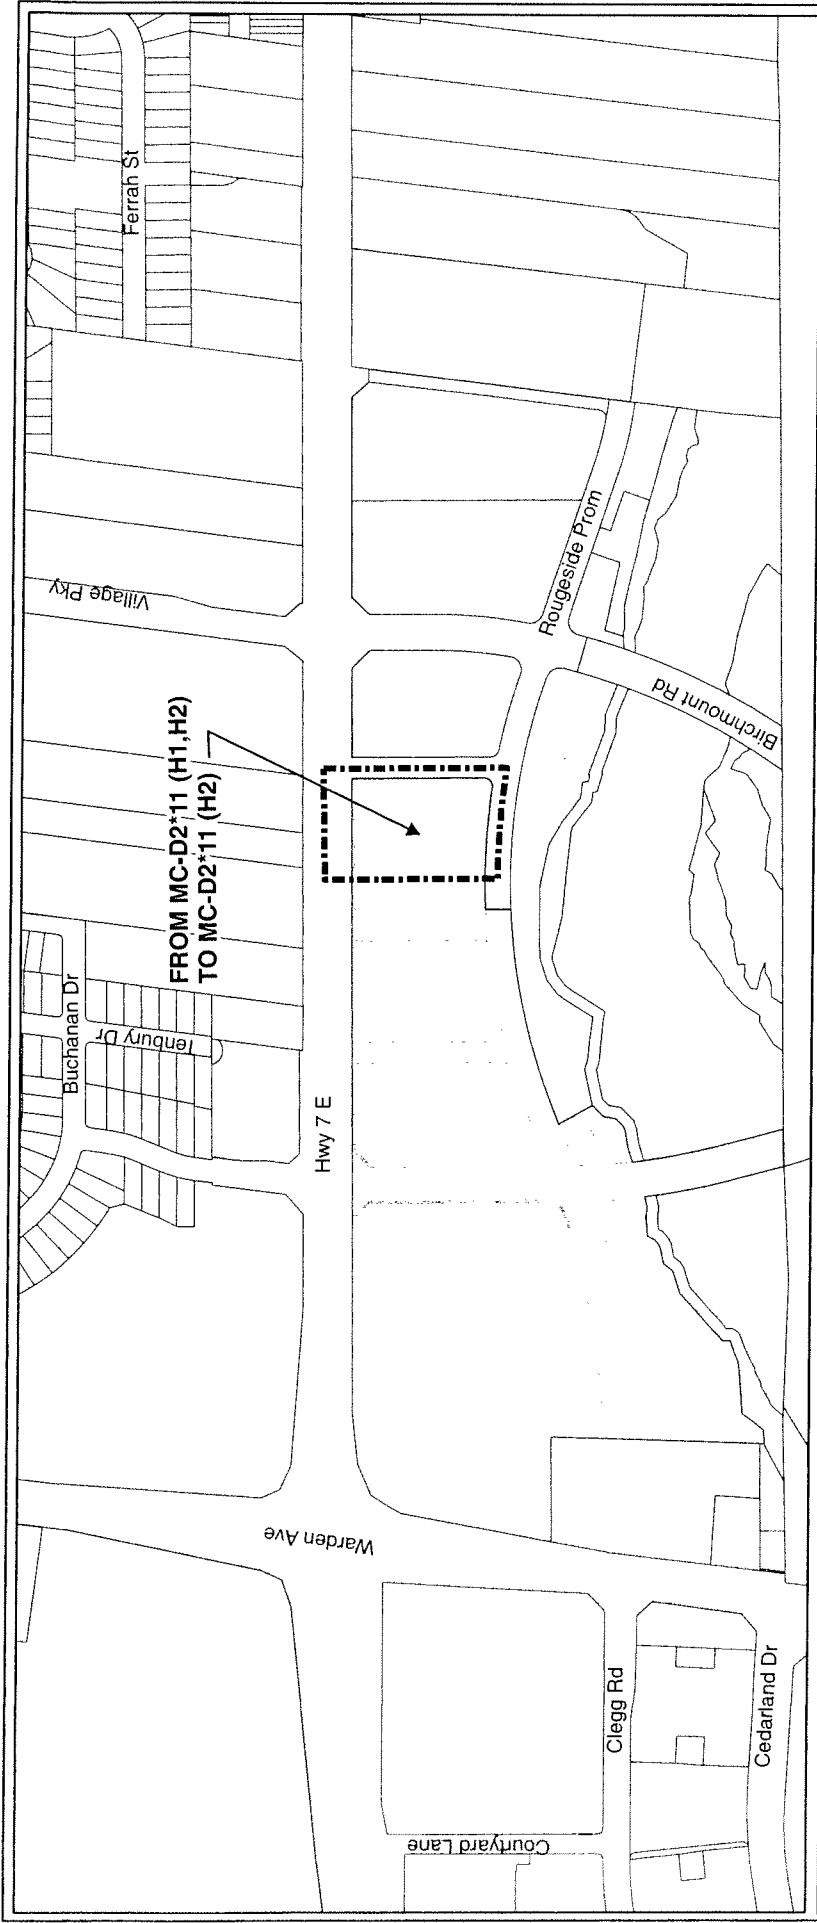 Ferrah St
Village Pky
Rougeside Prom
Birchmount Rd
FROM MC-D2*11 (H1,H2)
TO MC-D2*11 (H2)
Buchanan Dr
Tenbury Dr
Hwy 7 E
Warden Ave
Clegg Rd
Cedarland Dr
Courtyard Lane